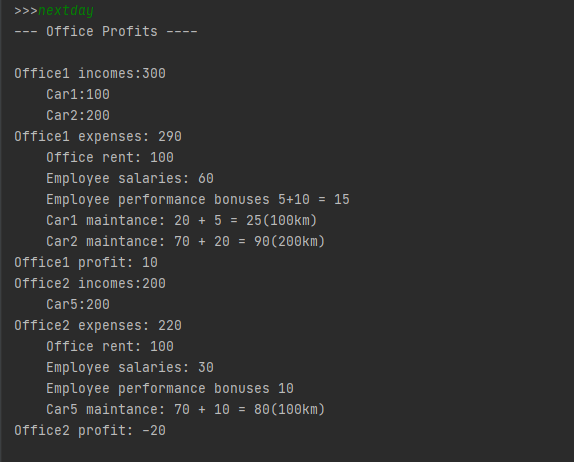 >>>nextday
--- Office Profits ----
Office1 incomes:300
Car1:100
Car2:200
Office1 expenses: 290
Office rent: 100
Employee salaries: 60
Employee performance bonuses 5+10 = 15
Car1 maintance: 20 + 5 = 25(100km)
Car2 maintance: 70 + 20 = 90(200km)
Office1 profit: 10
Office2 incomes:200
Car5:200
Office2 expenses: 220
Office rent: 100
Employee salaries: 30
Employee performance bonuses 10
Car5 maintance: 70 + 10 = 80(100km)
Office2 profit: -20